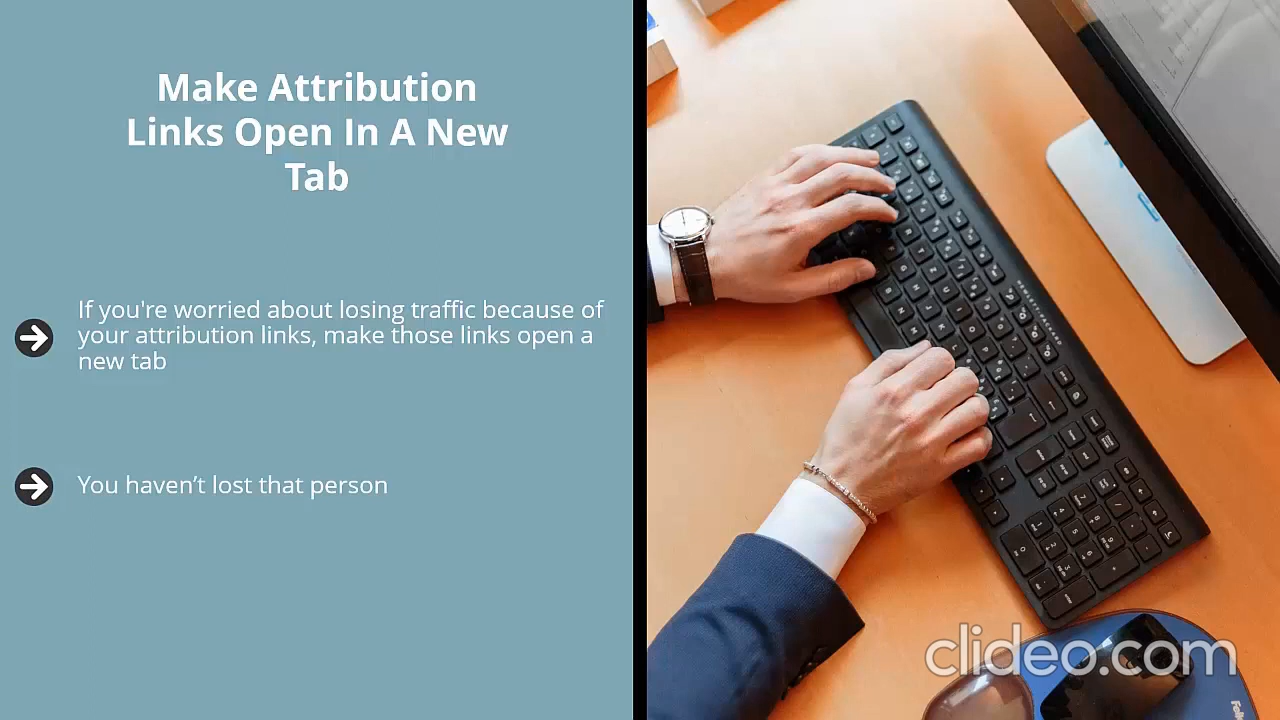 Make Attribution
Links Open In A New
Tab
If you're worried about losing traffic because of
your attribution links, make those links open a
new tab
You haven’t lost that person
clideo.com